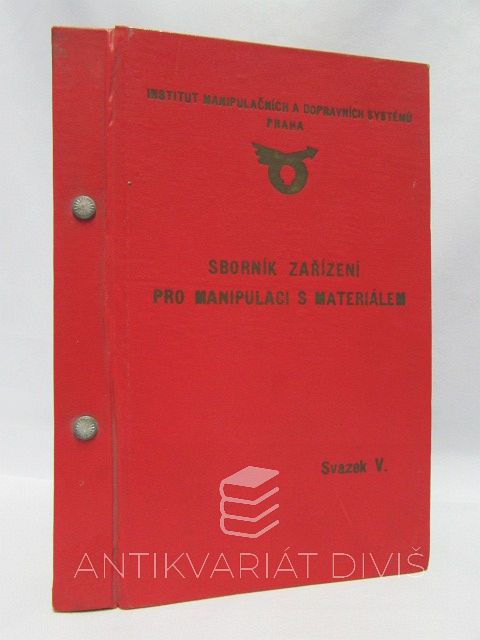 INSTITUT MANIPULAČNÍCH A DOPRAVNÍCH SYSTÉMŮ
PRAHA
SBORNÍK ZAŘÍZENÍ
PRO MANIPULACI S MATERIÁLEM
Svazek V.
ANTIKVARIÁT DIVIŠ